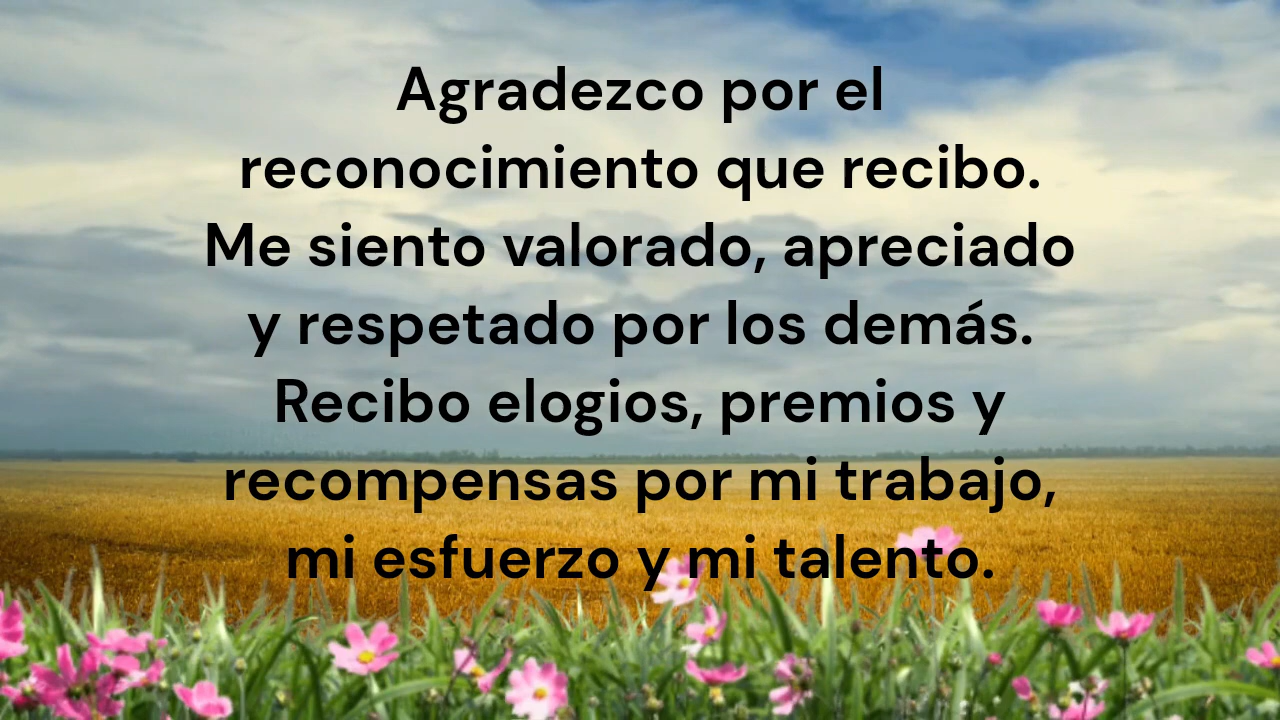 Agradezco por el
reconocimiento que recibo.
Me siento valorado, apreciado
y respetado por los demás.
Recibo elogios, premios y
recompensas por mi trabajo,
mi esfuerzo y mi talento.